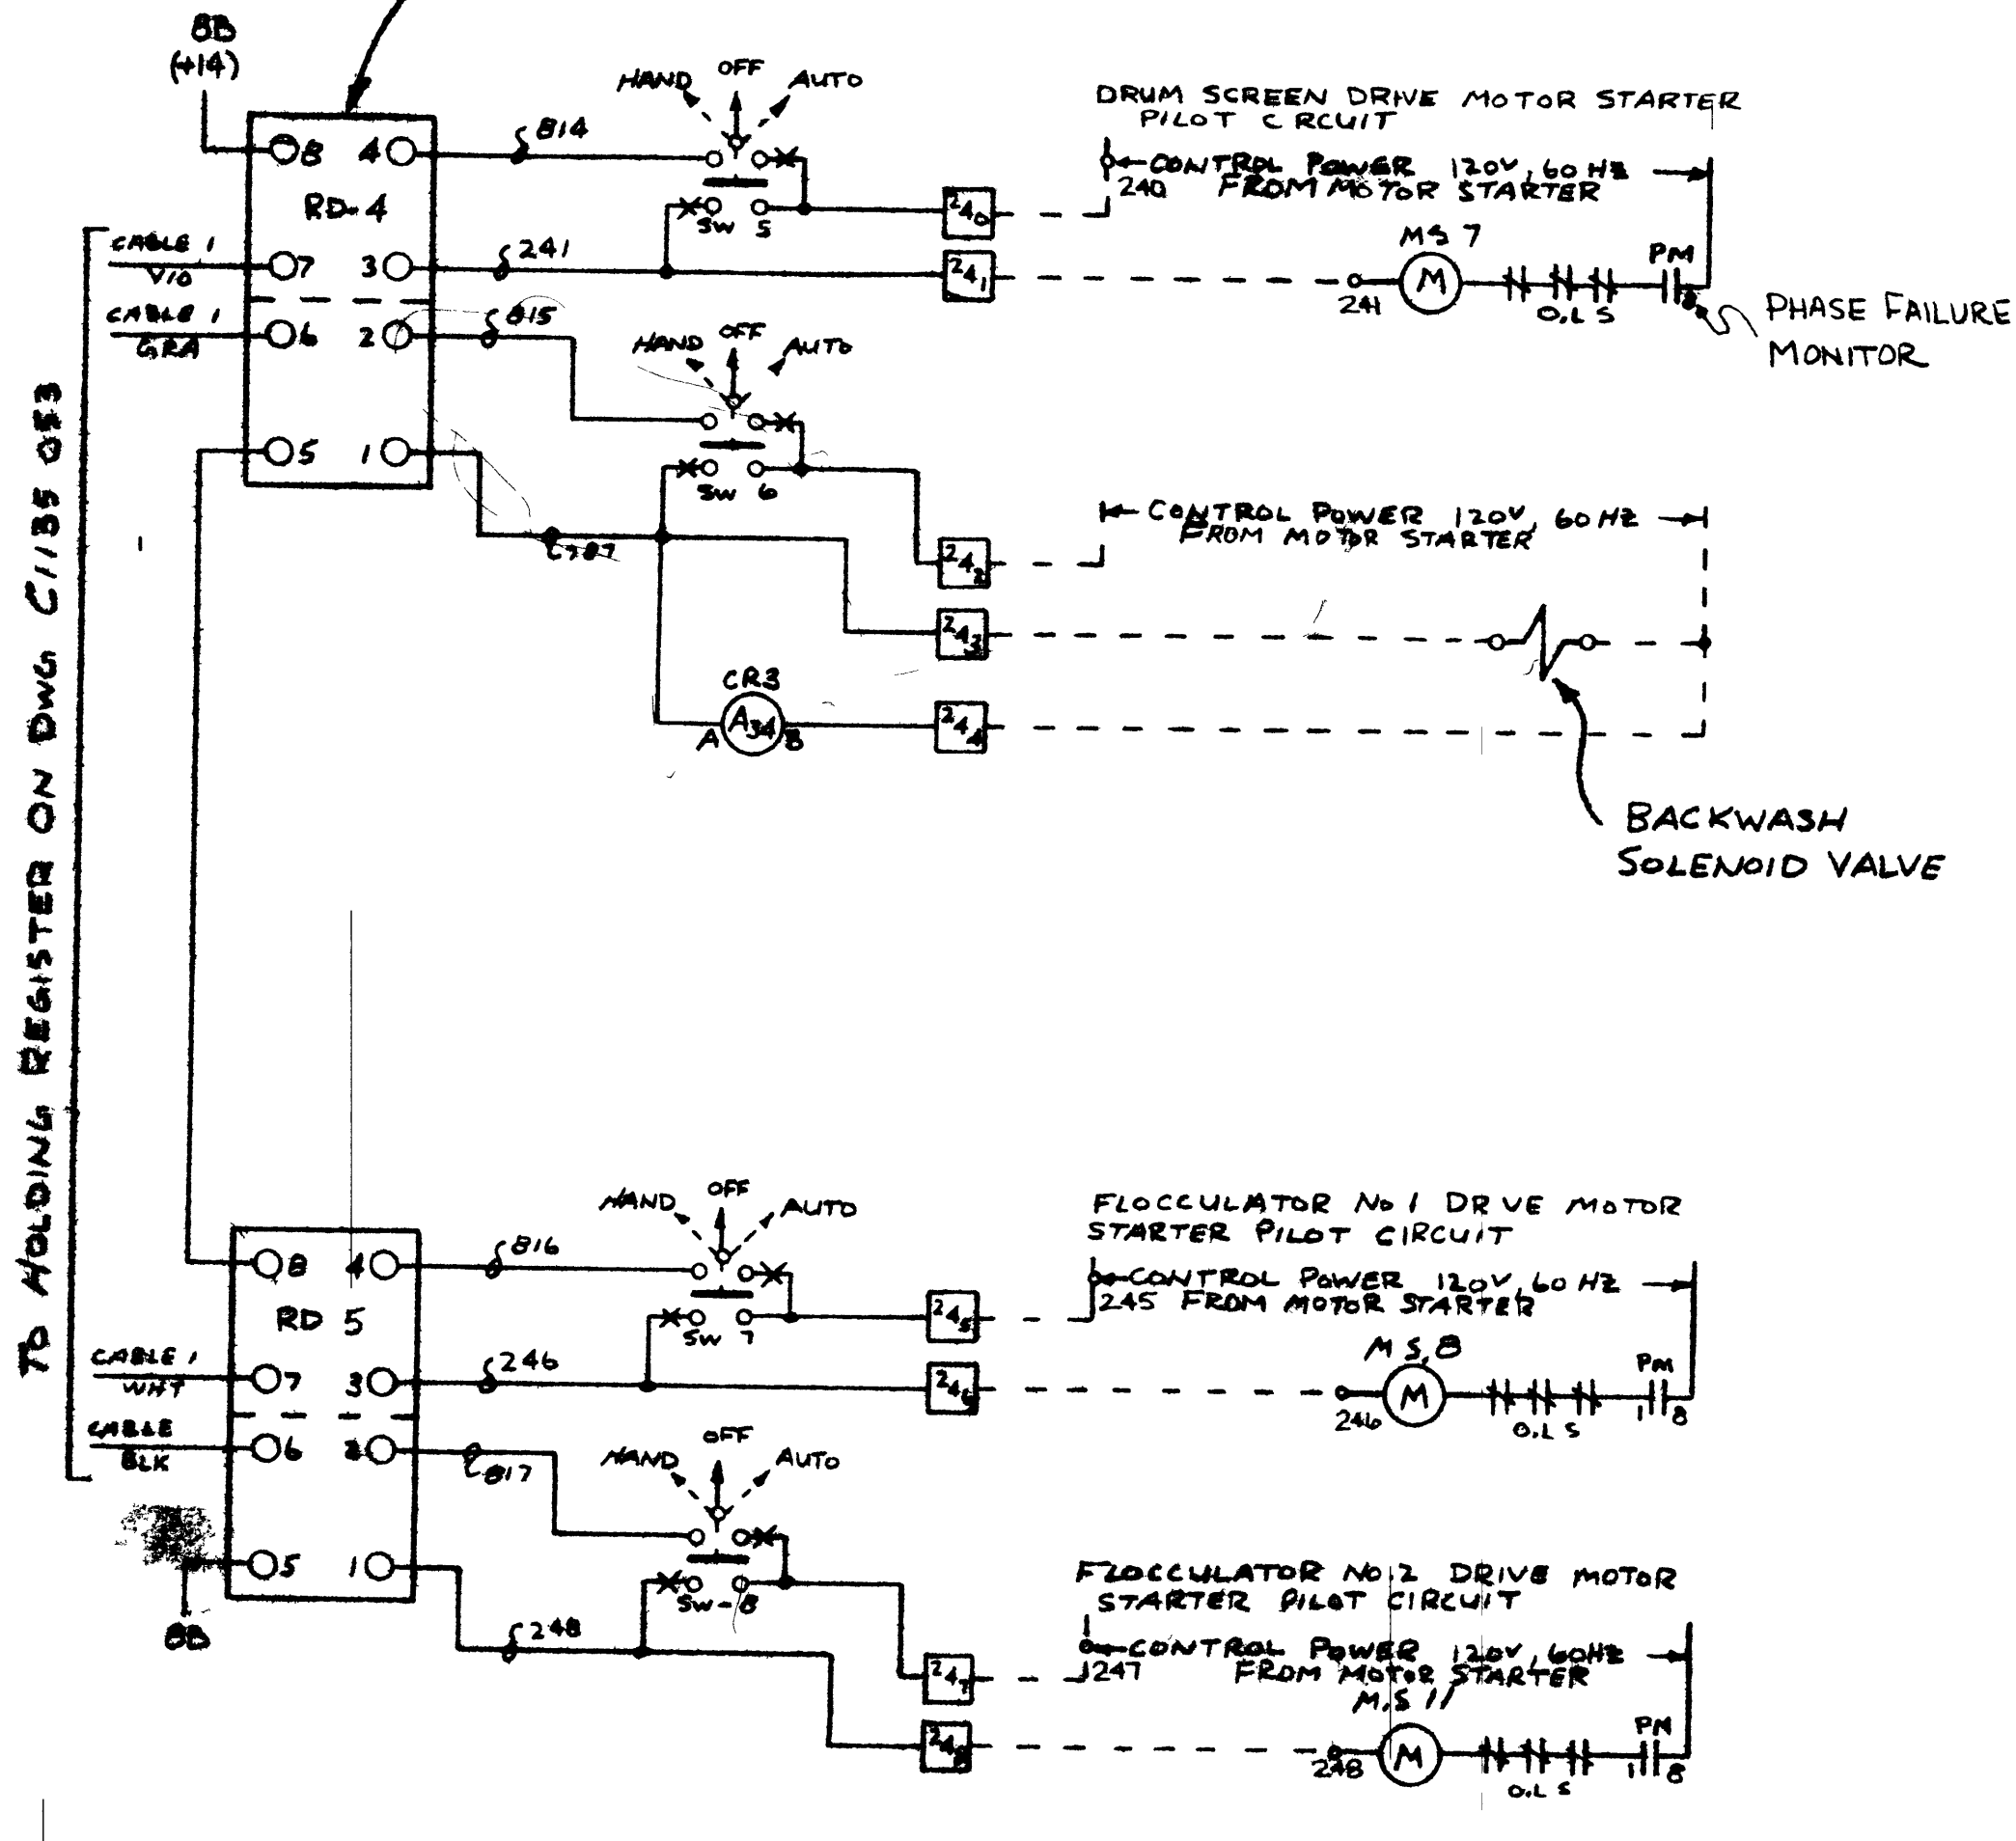 8B
(+14)
HAND OFF AUTO
DRUM SCREEN DRIVE MOTOR STARTER
PILOT C RCUIT
8 4
814
CONTROL POWER 120V, 60 HZ
240 FROM MOTOR STARTER
RD-4
SW 5
240
MS 7
CABLE 1
VIO
7 3
241
241
M
PM
241
O.L S
8
PHASE FAILURE
MONITOR
CABLE 1
GRA
6 2
815
HAND OFF AUTO
5 1
SW 6
787
CONTROL POWER 120V, 60 HZ
FROM MOTOR STARTER
242
243
CR3
A A34 B
244
BACKWASH
SOLENOID VALVE
TO HOLDING REGISTER ON DWG C1135 053
HAND OFF AUTO
FLOCCULATOR No 1 DR VE MOTOR
STARTER PILOT CIRCUIT
8 4
816
CONTROL POWER 120V, 60 HZ
245 FROM MOTOR STARTER
RD 5
SW 7
245
M S, 8
CABLE 1
WHT
7 3
246
246
M
PM
246
O.L S
1 8
CABLE
BLK
6 2
817
HAND OFF AUTO
5 1
8B
SW-8
248
FLOCCULATOR NO. 2 DRIVE MOTOR
STARTER PILOT CIRCUIT
CONTROL POWER 120V, 60HZ
247 FROM MOTOR STARTER
247
M.S 11
248
248
M
PM
O.L S
1 8